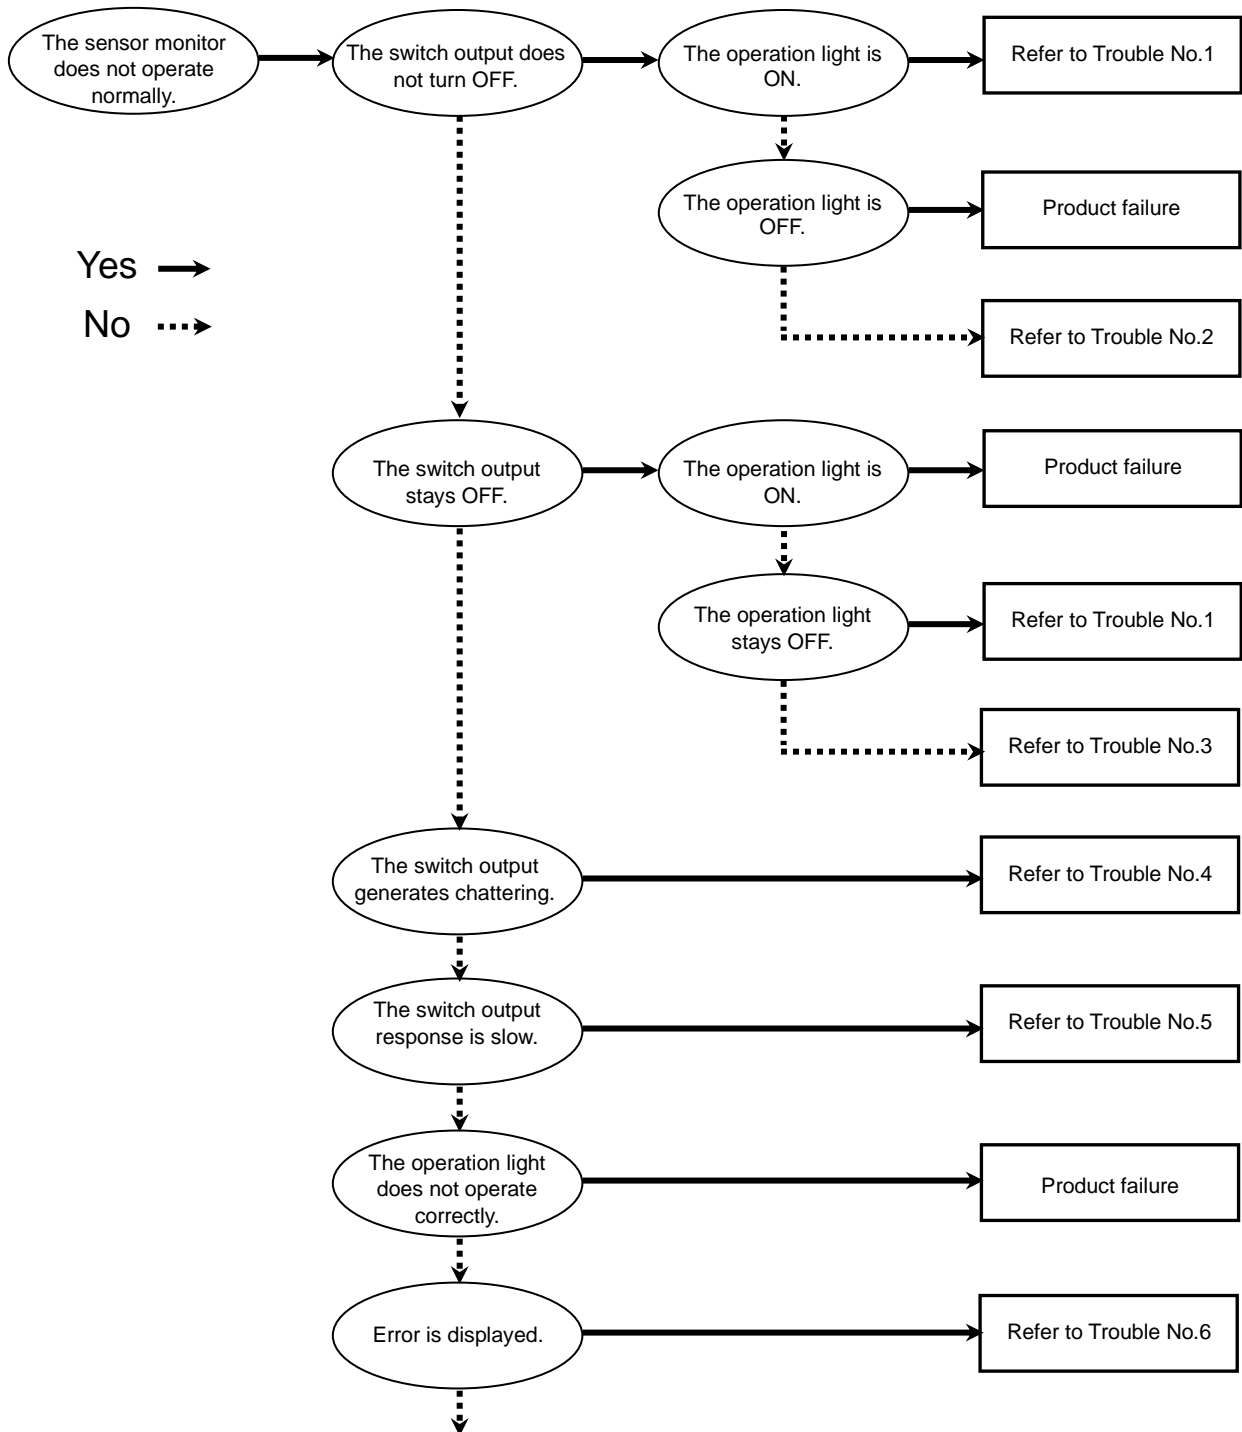 The sensor monitor
does not operate
normally.
The switch output does
not turn OFF.
The operation light is
ON.
Refer to Trouble No.1
The operation light is
OFF.
Product failure
Yes
No
Refer to Trouble No.2
The switch output
stays OFF.
The operation light is
ON.
Product failure
The operation light
stays OFF.
Refer to Trouble No.1
Refer to Trouble No.3
The switch output
generates chattering.
Refer to Trouble No.4
The switch output
response is slow.
Refer to Trouble No.5
The operation light
does not operate
correctly.
Product failure
Error is displayed.
Refer to Trouble No.6